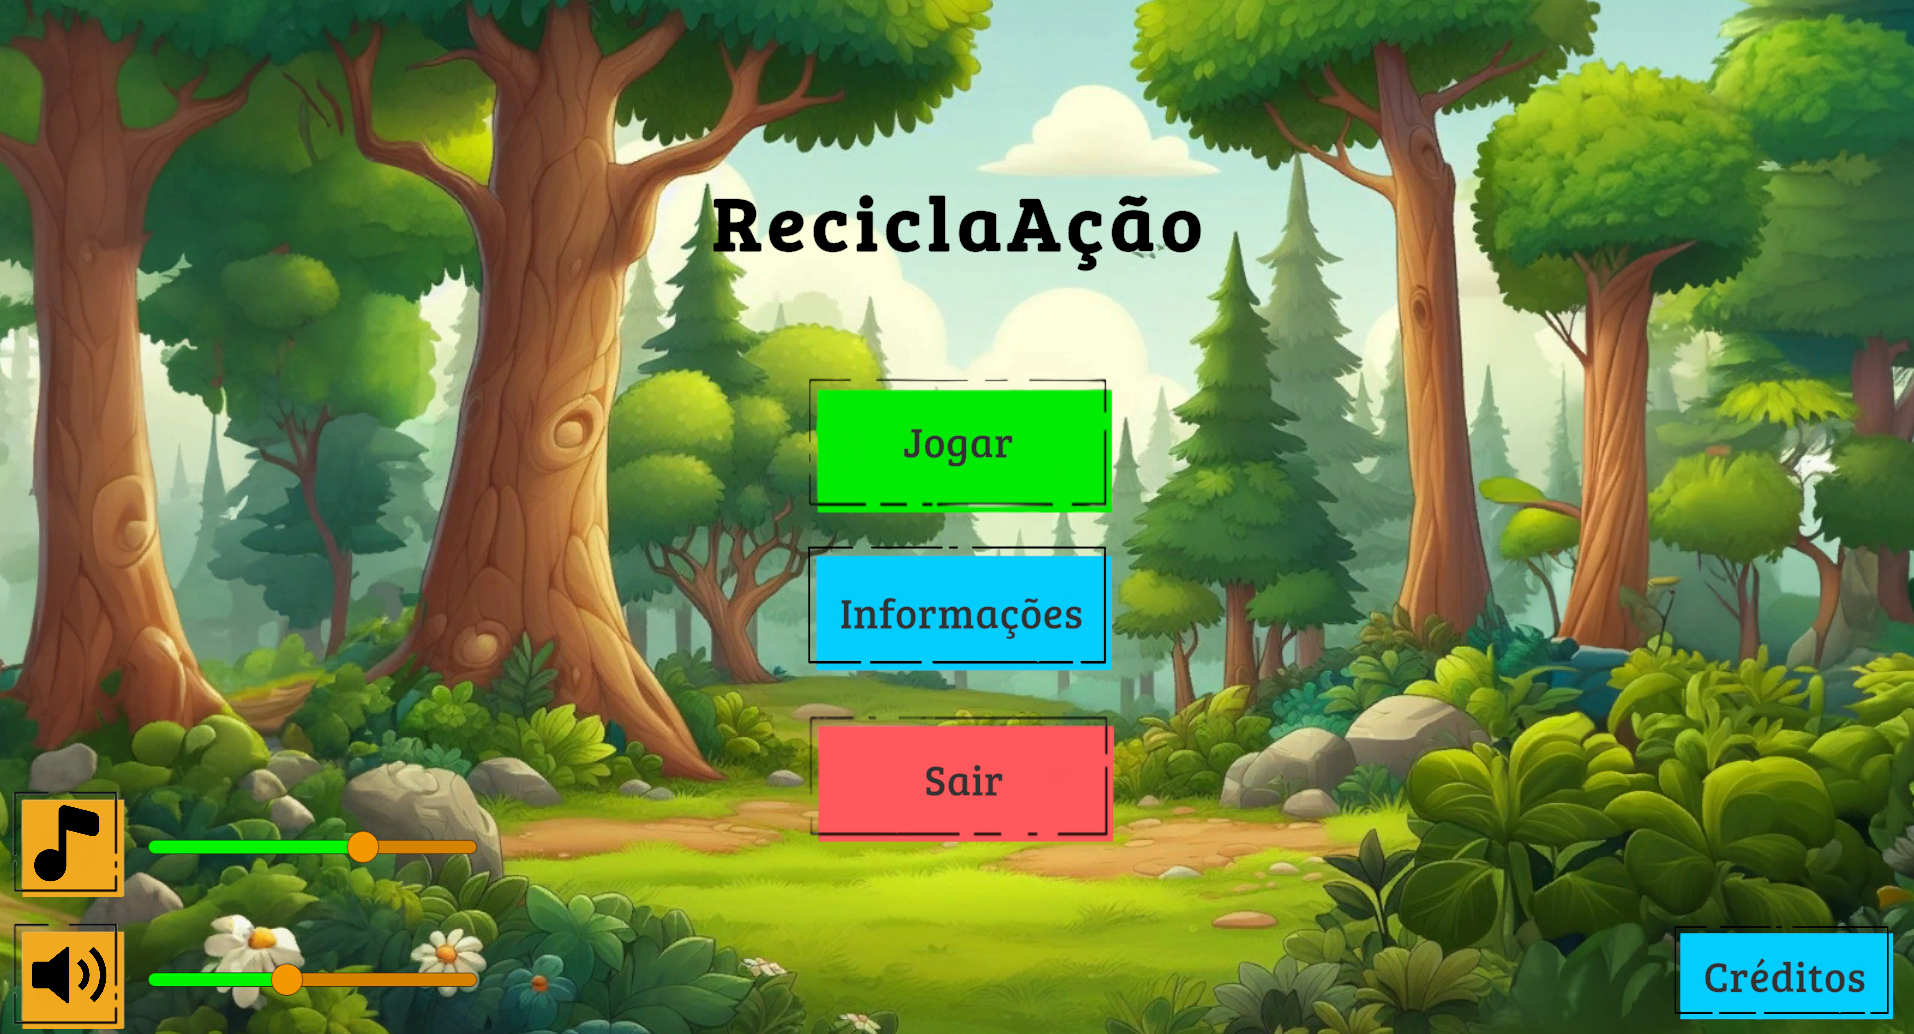 ReciclaAção
Jogar
Informações
Sair
Créditos